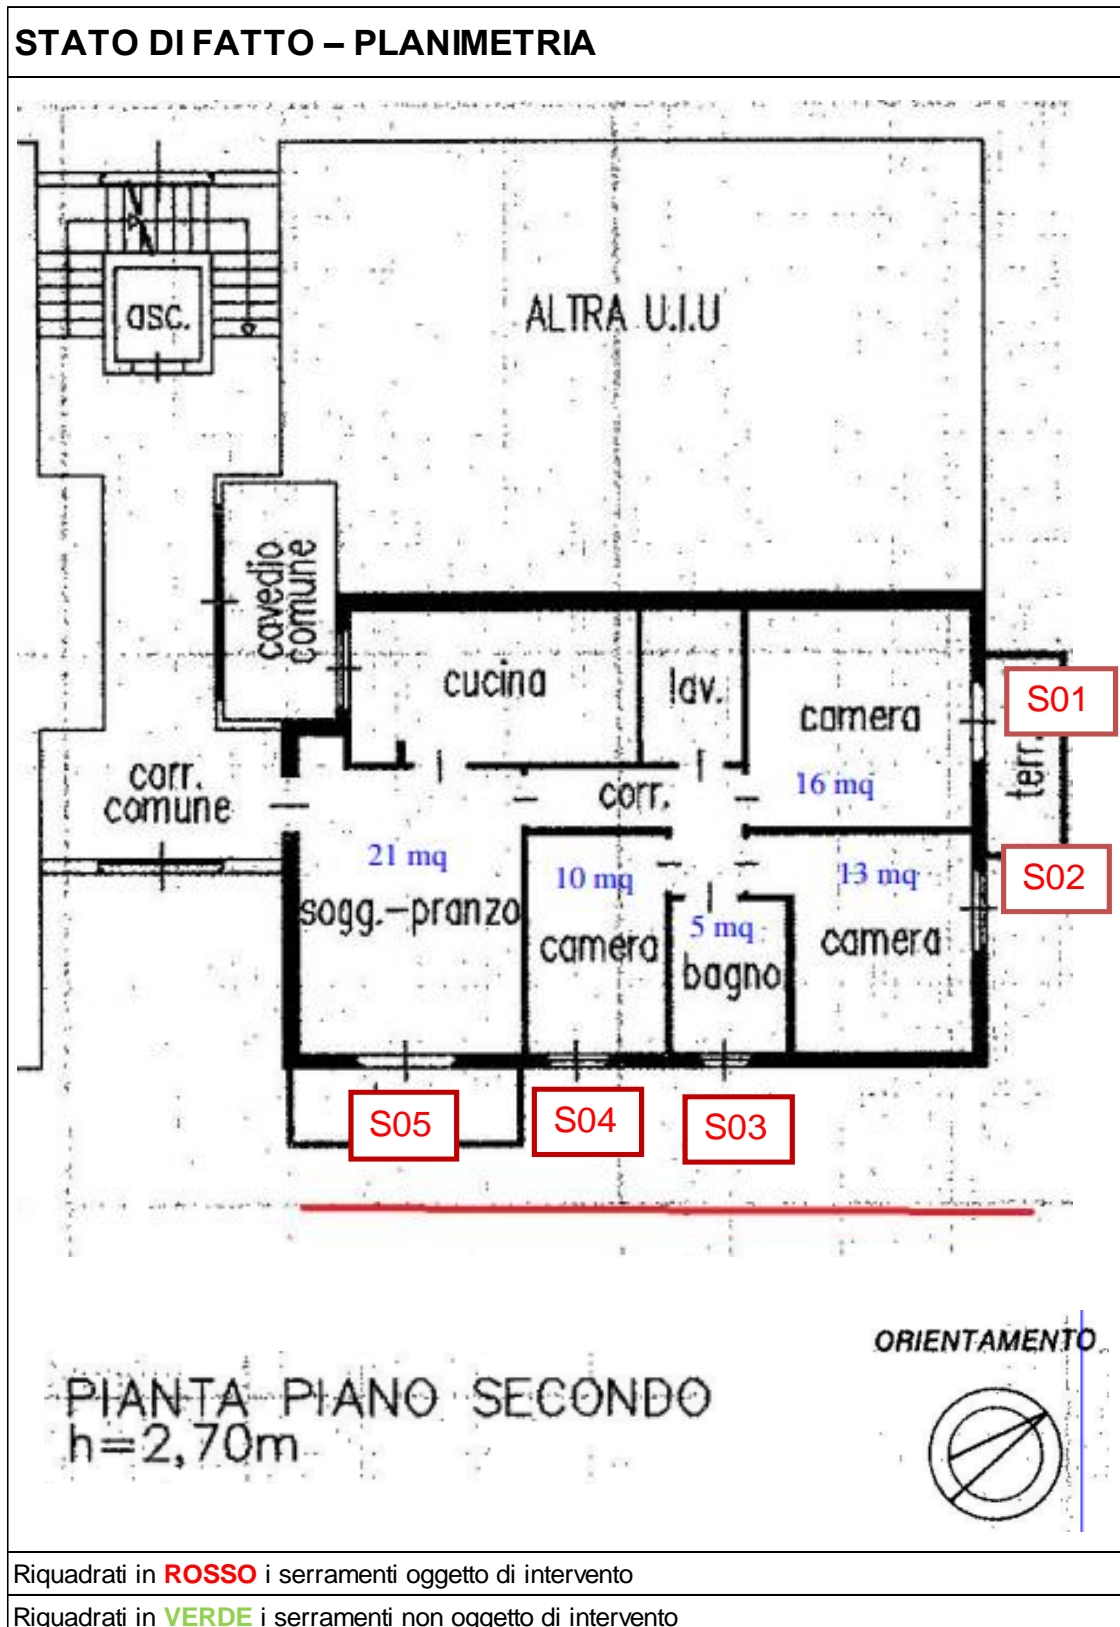 STATO DI FATTO – PLANIMETRIA
asc.
ALTRA U.I.U
cavedio
comune
cucina
lav.
camera
S01
16 mq
terr.
corr.
comune
corr.
21 mq
sogg.-pranzo
10 mq
camera
5 mq
bagno
13 mq
camera
S02
S05
S04
S03
ORIENTAMENTO
PIANTA PIANO SECONDO
h=2,70m
Riquadrati in ROSSO i serramenti oggetto di intervento
Riquadrati in VERDE i serramenti non oggetto di intervento